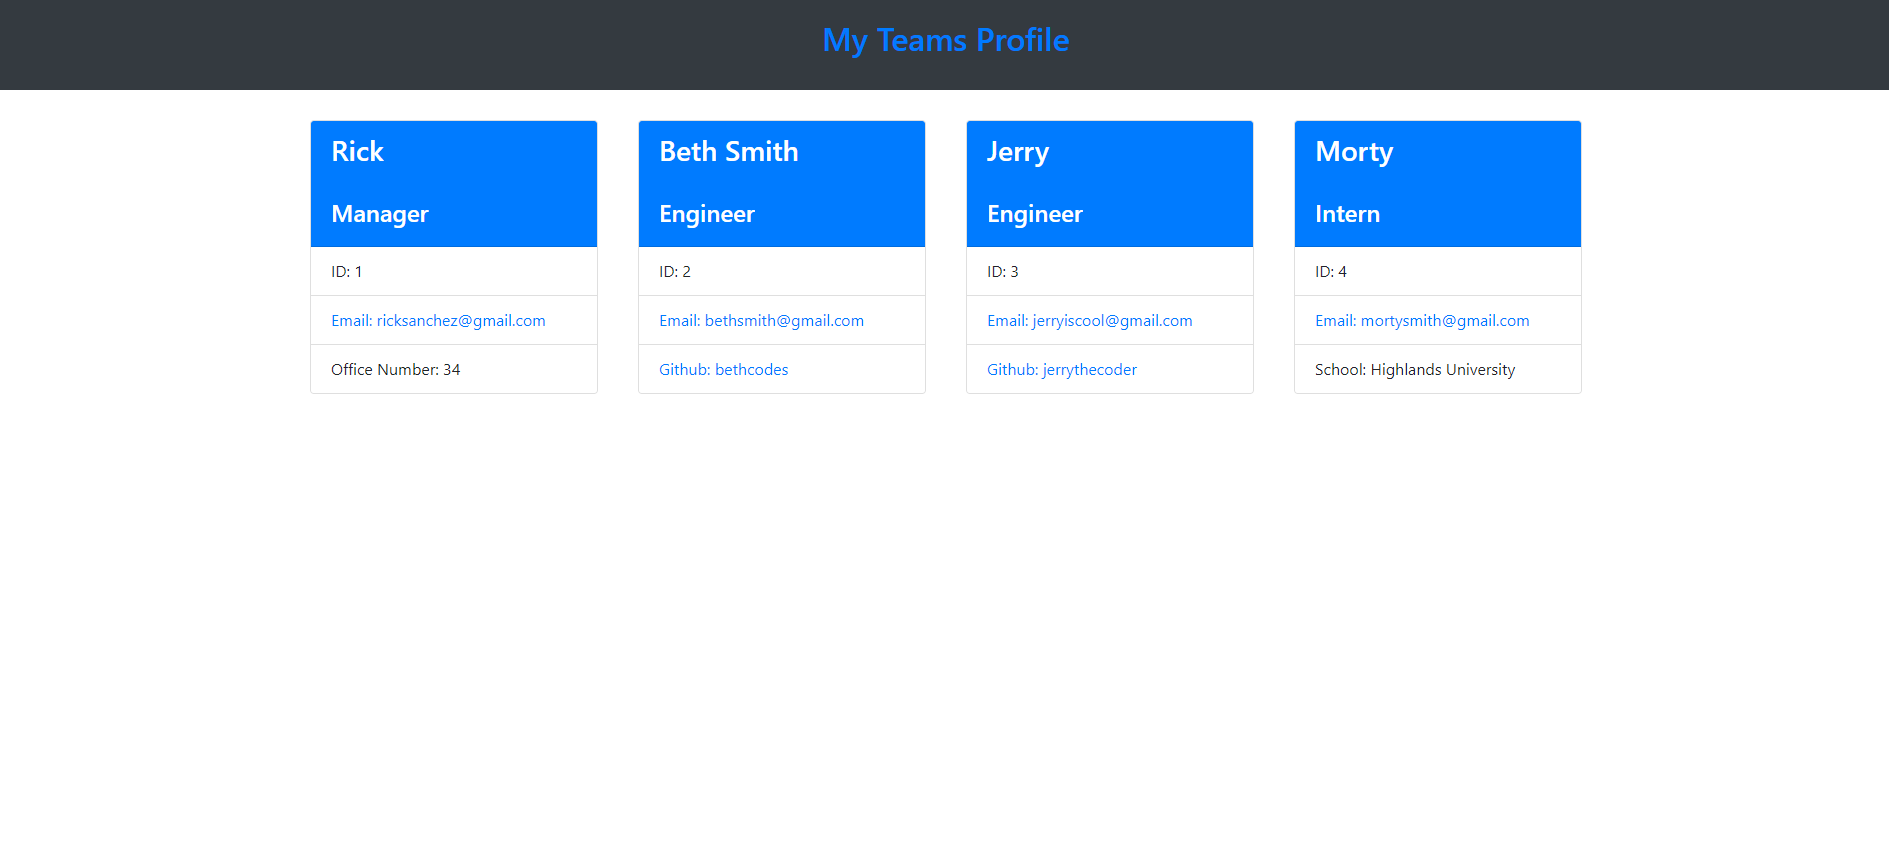 My Teams Profile
Rick
Manager
ID: 1
Email: ricksanchez@gmail.com
Office Number: 34
Beth Smith
Engineer
ID: 2
Email: bethsmith@gmail.com
Github: bethcodes
Jerry
Engineer
ID: 3
Email: jerryiscool@gmail.com
Github: jerrythecoder
Morty
Intern
ID: 4
Email: mortysmith@gmail.com
School: Highlands University